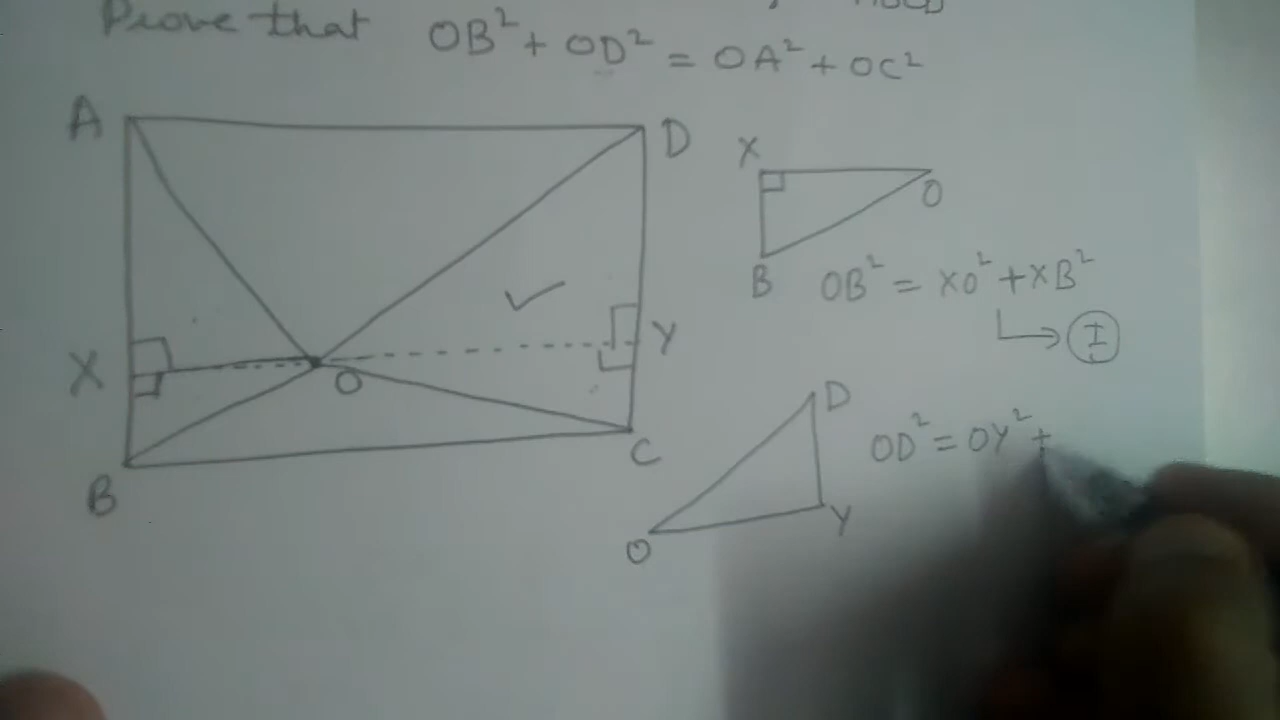 Prove that OB² + OD² = OA² + OC²
A
D
X
O
B
OB² = XO² + XB²
I
X
O
Y
B
C
D
OD² = OY² +
O
Y